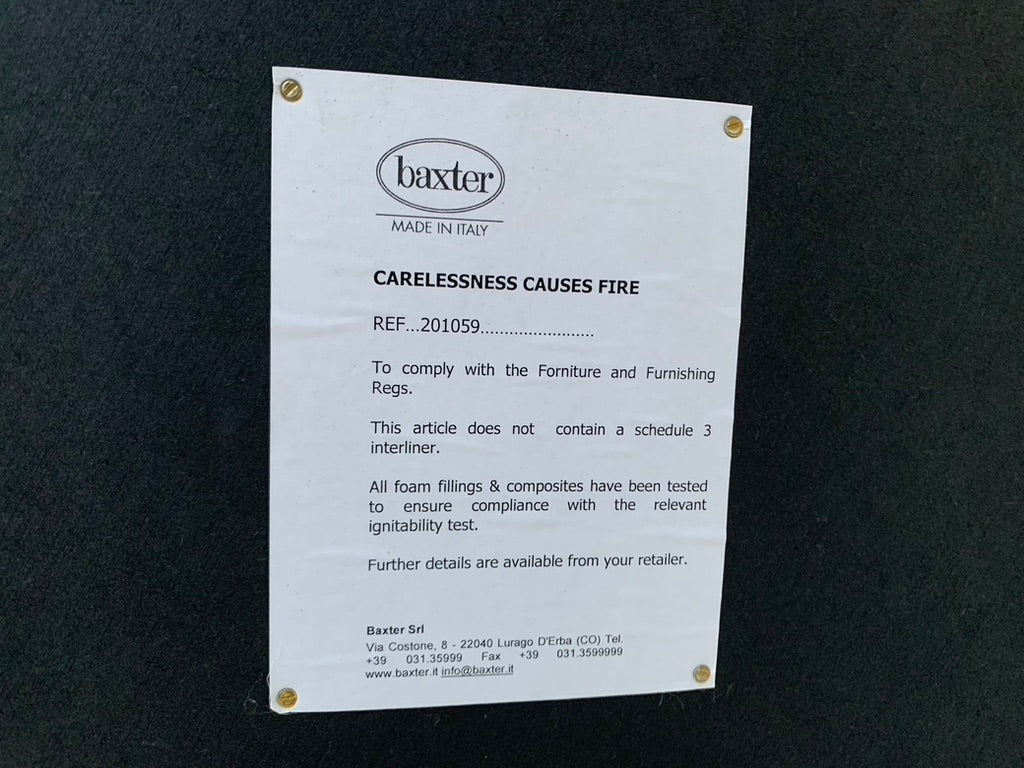 baxter
MADE IN ITALY
CARELESSNESS CAUSES FIRE
REF...201059.......................
To comply with the Forniture and Furnishing
Regs.
This article does not contain a schedule 3
interliner.
All foam fillings & composites have been tested
to ensure compliance with the relevant
ignitability test.
Further details are available from your retailer.
Baxter Srl
Via Costone, 8 - 22040 Lurago D'Erba (CO) Tel.
+39 031.35999 Fax +39 031.3599999
www.baxter.it info@baxter.it